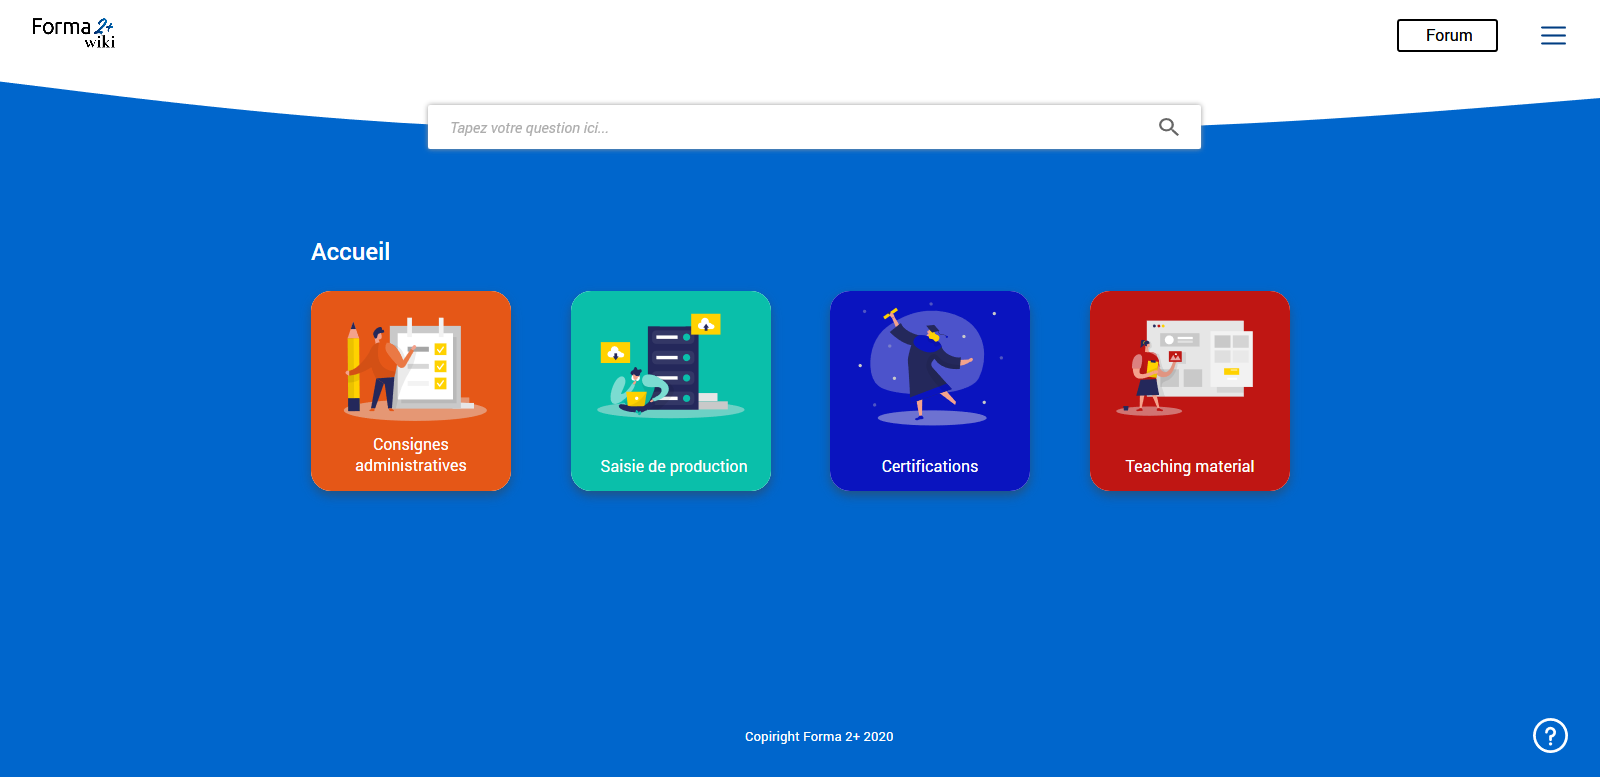 Forma 2+
wiki
Forum
Tapez votre question ici...
Accueil
Consignes
administratives
Saisie de production
Certifications
Teaching material
Copiright Forma 2+ 2020
?